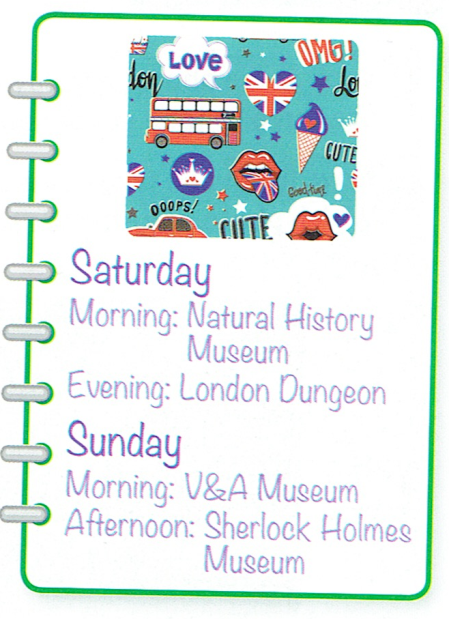 Love
OMG!
don
Lo
CUTE
Good time
OOOPS!
CUTE
Saturday
Morning: Natural History
Museum
Evening: London Dungeon
Sunday
Morning: V&A Museum
Afternoon: Sherlock Holmes
Museum